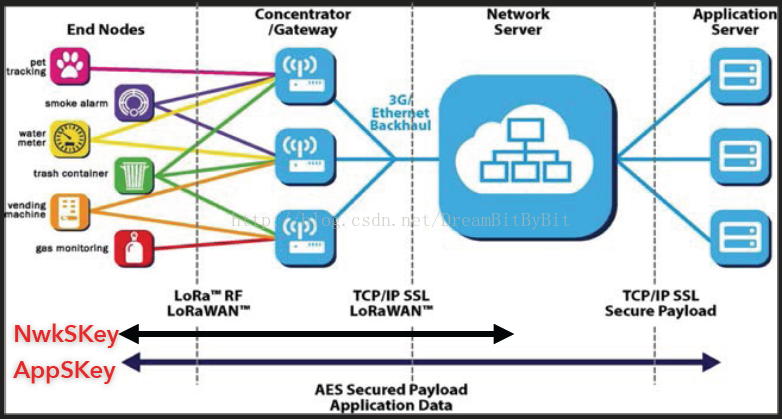 End Nodes
Concentrator
/Gateway
Network
Server
Application
Server
pet
tracking
smoke alarm
water
meter
trash container
vending
machine
gas monitoring
3G/
Ethernet
Backhaul
http://blog.csdn.net/DreamBitByBit
LoRa™ RF
LoRaWAN™
TCP/IP SSL
LoRaWAN™
TCP/IP SSL
Secure Payload
NwkSKey
AppSKey
AES Secured Payload
Application Data